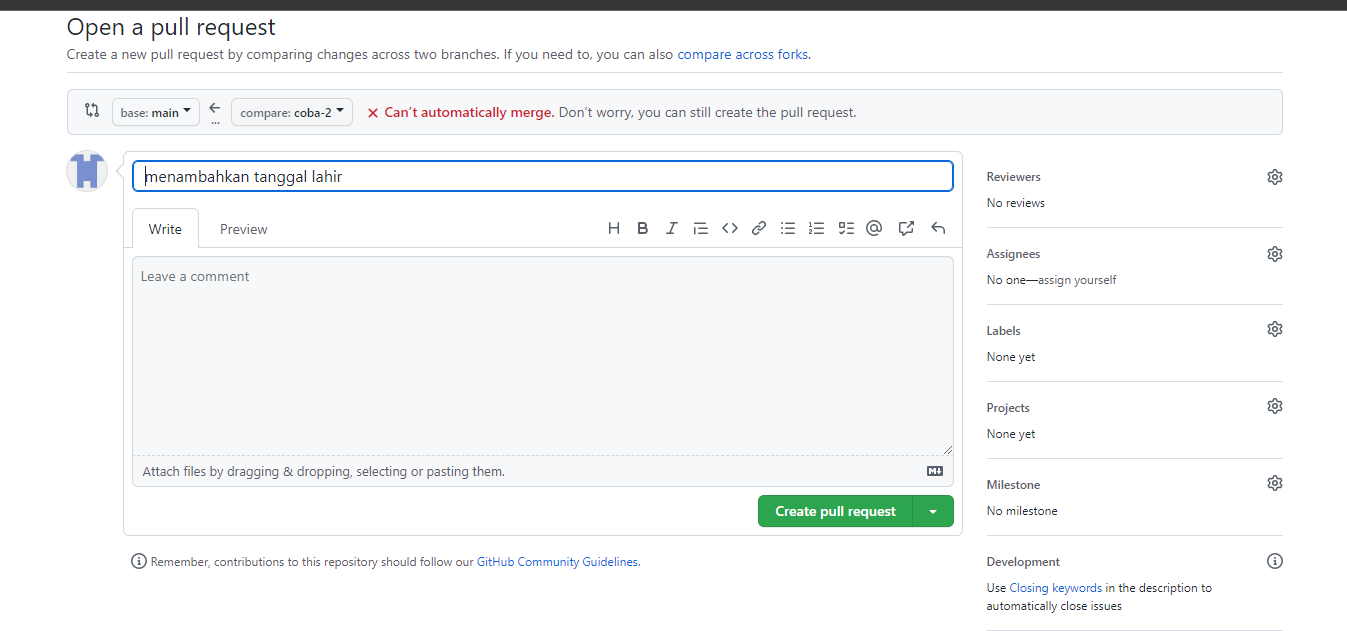 Open a pull request
Create a new pull request by comparing changes across two branches. If you need to, you can also compare across forks.
base: main
...
compare: coba-2
Can’t automatically merge. Don’t worry, you can still create the pull request.
menambahkan tanggal lahir
Write Preview
H B I @
Leave a comment
Attach files by dragging & dropping, selecting or pasting them.
Create pull request
Remember, contributions to this repository should follow our GitHub Community Guidelines.
Reviewers
No reviews
Assignees
No one—assign yourself
Labels
None yet
Projects
None yet
Milestone
No milestone
Development
Use Closing keywords in the description to
automatically close issues